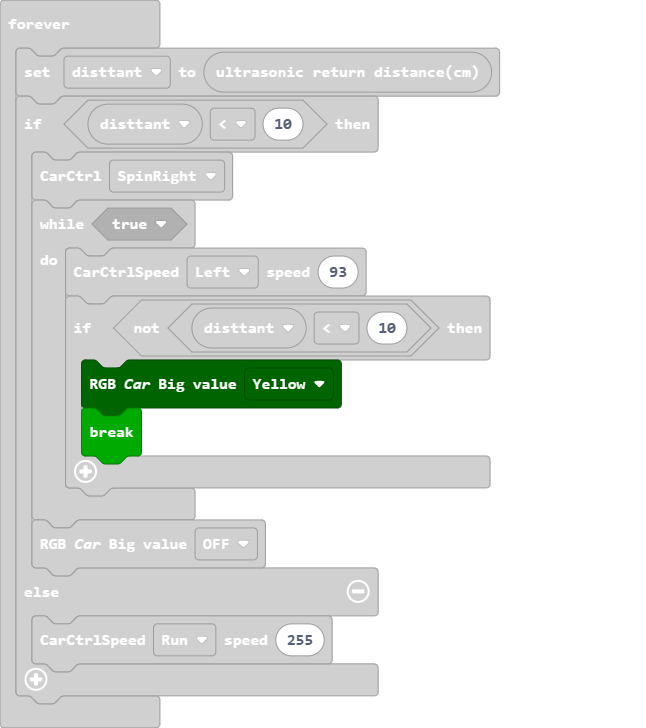 forever
set disttant to ultrasonic return distance(cm)
if disttant < 10 then
CarCtrl SpinRight
while true
do
CarCtrlSpeed Left speed 93
if not disttant < 10 then
RGB Car Big value Yellow
break
RGB Car Big value OFF
else
CarCtrlSpeed Run speed 255